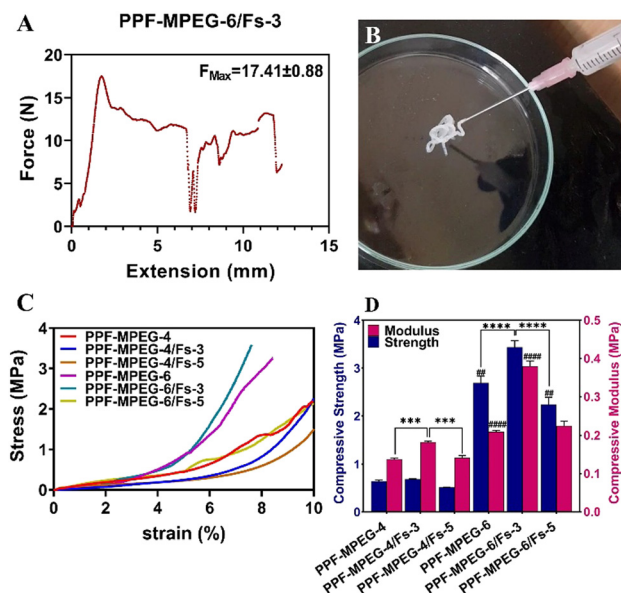 A
PPF-MPEG-6/Fs-3
F_Max=17.41±0.88
Force (N)
20
15
10
5
0
0
5
10
15
Extension (mm)
B
C
PPF-MPEG-4
PPF-MPEG-4/Fs-3
PPF-MPEG-4/Fs-5
PPF-MPEG-6
PPF-MPEG-6/Fs-3
PPF-MPEG-6/Fs-5
Stress (MPa)
4
3
2
1
0
0
2
4
6
8
10
strain (%)
D
Modulus
Strength
Compressive Strength (MPa)
4
3
2
1
0
Compressive Modulus (MPa)
0.5
0.4
0.3
0.2
0.1
0.0
*** ***
**** ****
## #### #### ##
PPF-MPEG-4
PPF-MPEG-4/Fs-3
PPF-MPEG-4/Fs-5
PPF-MPEG-6
PPF-MPEG-6/Fs-3
PPF-MPEG-6/Fs-5